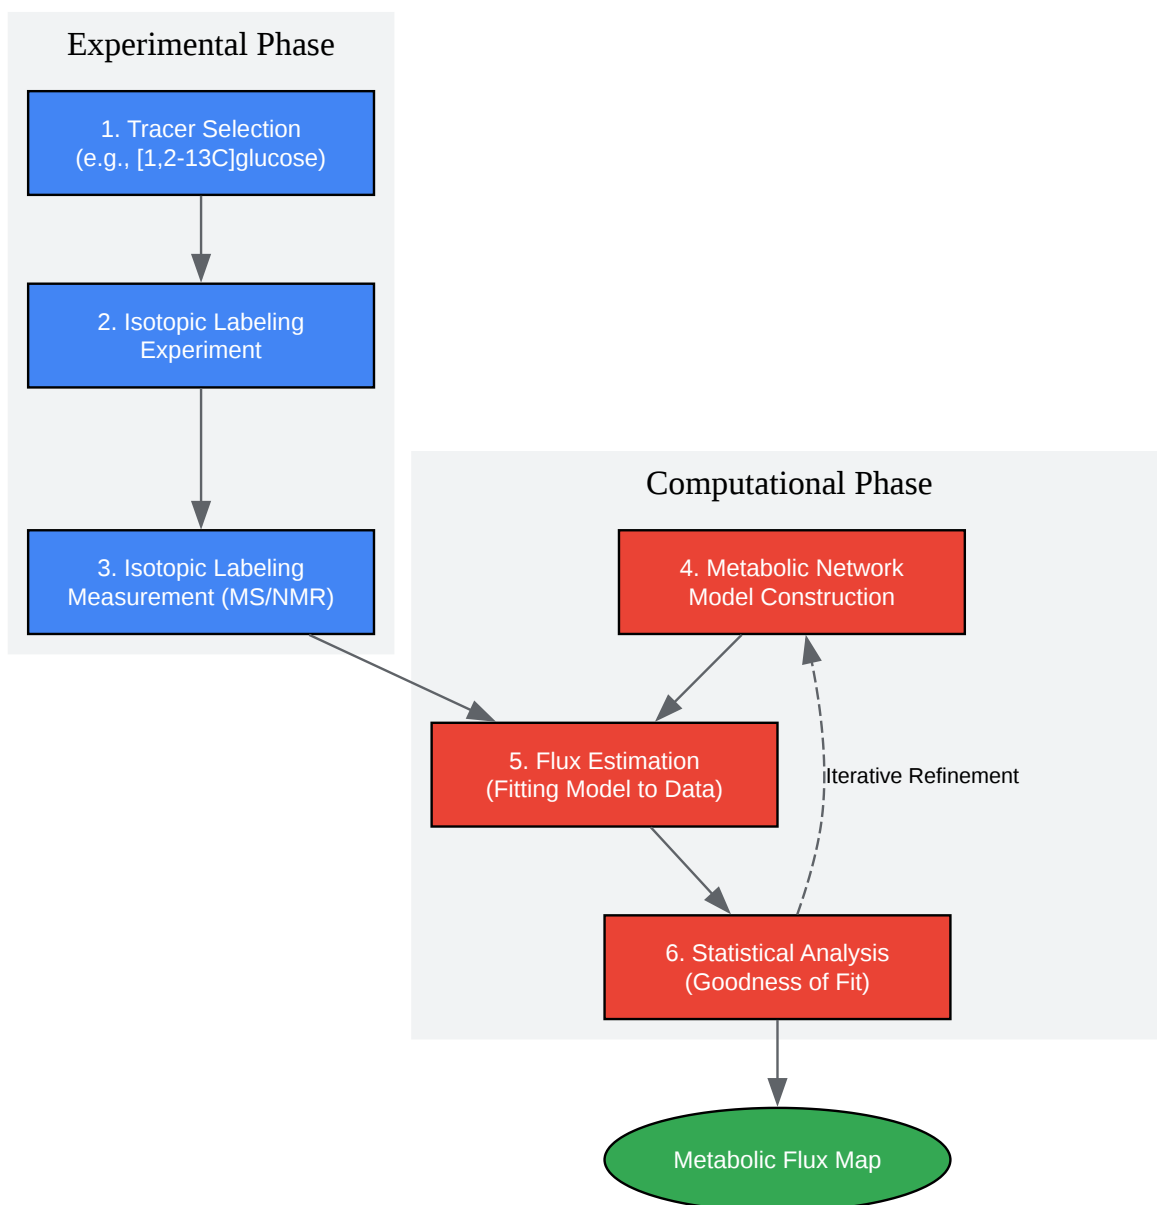 Experimental Phase
1. Tracer Selection
(e.g., [1,2-13C]glucose)
2. Isotopic Labeling
Experiment
3. Isotopic Labeling
Measurement (MS/NMR)
Computational Phase
4. Metabolic Network
Model Construction
5. Flux Estimation
(Fitting Model to Data)
Iterative Refinement
6. Statistical Analysis
(Goodness of Fit)
Metabolic Flux Map